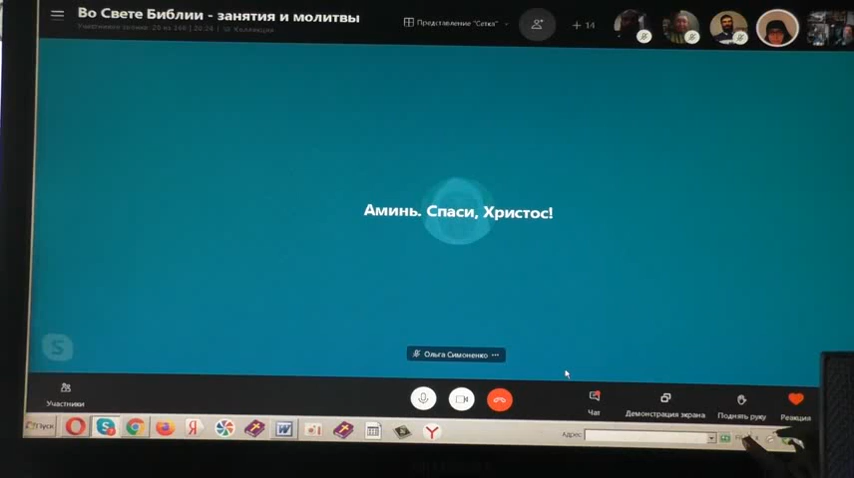 Во Свете Библии - занятия и молитвы
Представление "Сетка"
+ 14
Аминь. Спаси, Христос!
Ольга Симоненко
Участники
Чат
Демонстрация экрана
Поднять руку
Реакция
Пуск
Адрес